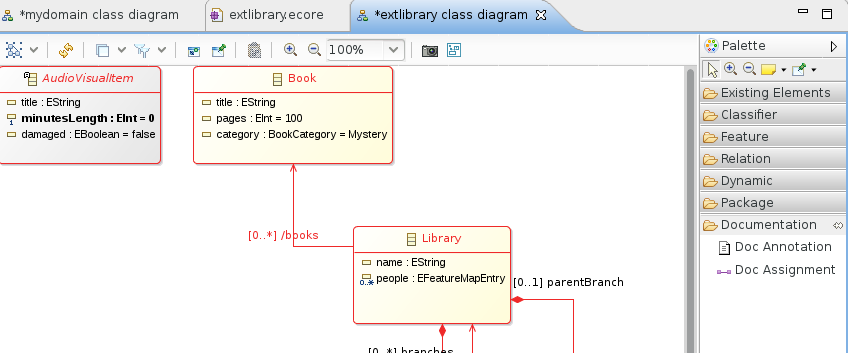 *mydomain class diagram
extlibrary.ecore
*extlibrary class diagram
100%
Palette
Existing Elements
Classifier
Feature
Relation
Dynamic
Package
Documentation
Doc Annotation
Doc Assignment
AudioVisualItem
title : EString
minutesLength : EInt = 0
damaged : EBoolean = false
Book
title : EString
pages : EInt = 100
category : BookCategory = Mystery
[0..*] /books
Library
name : EString
0..* people : EFeatureMapEntry
[0..1] parentBranch
[0..*] branches